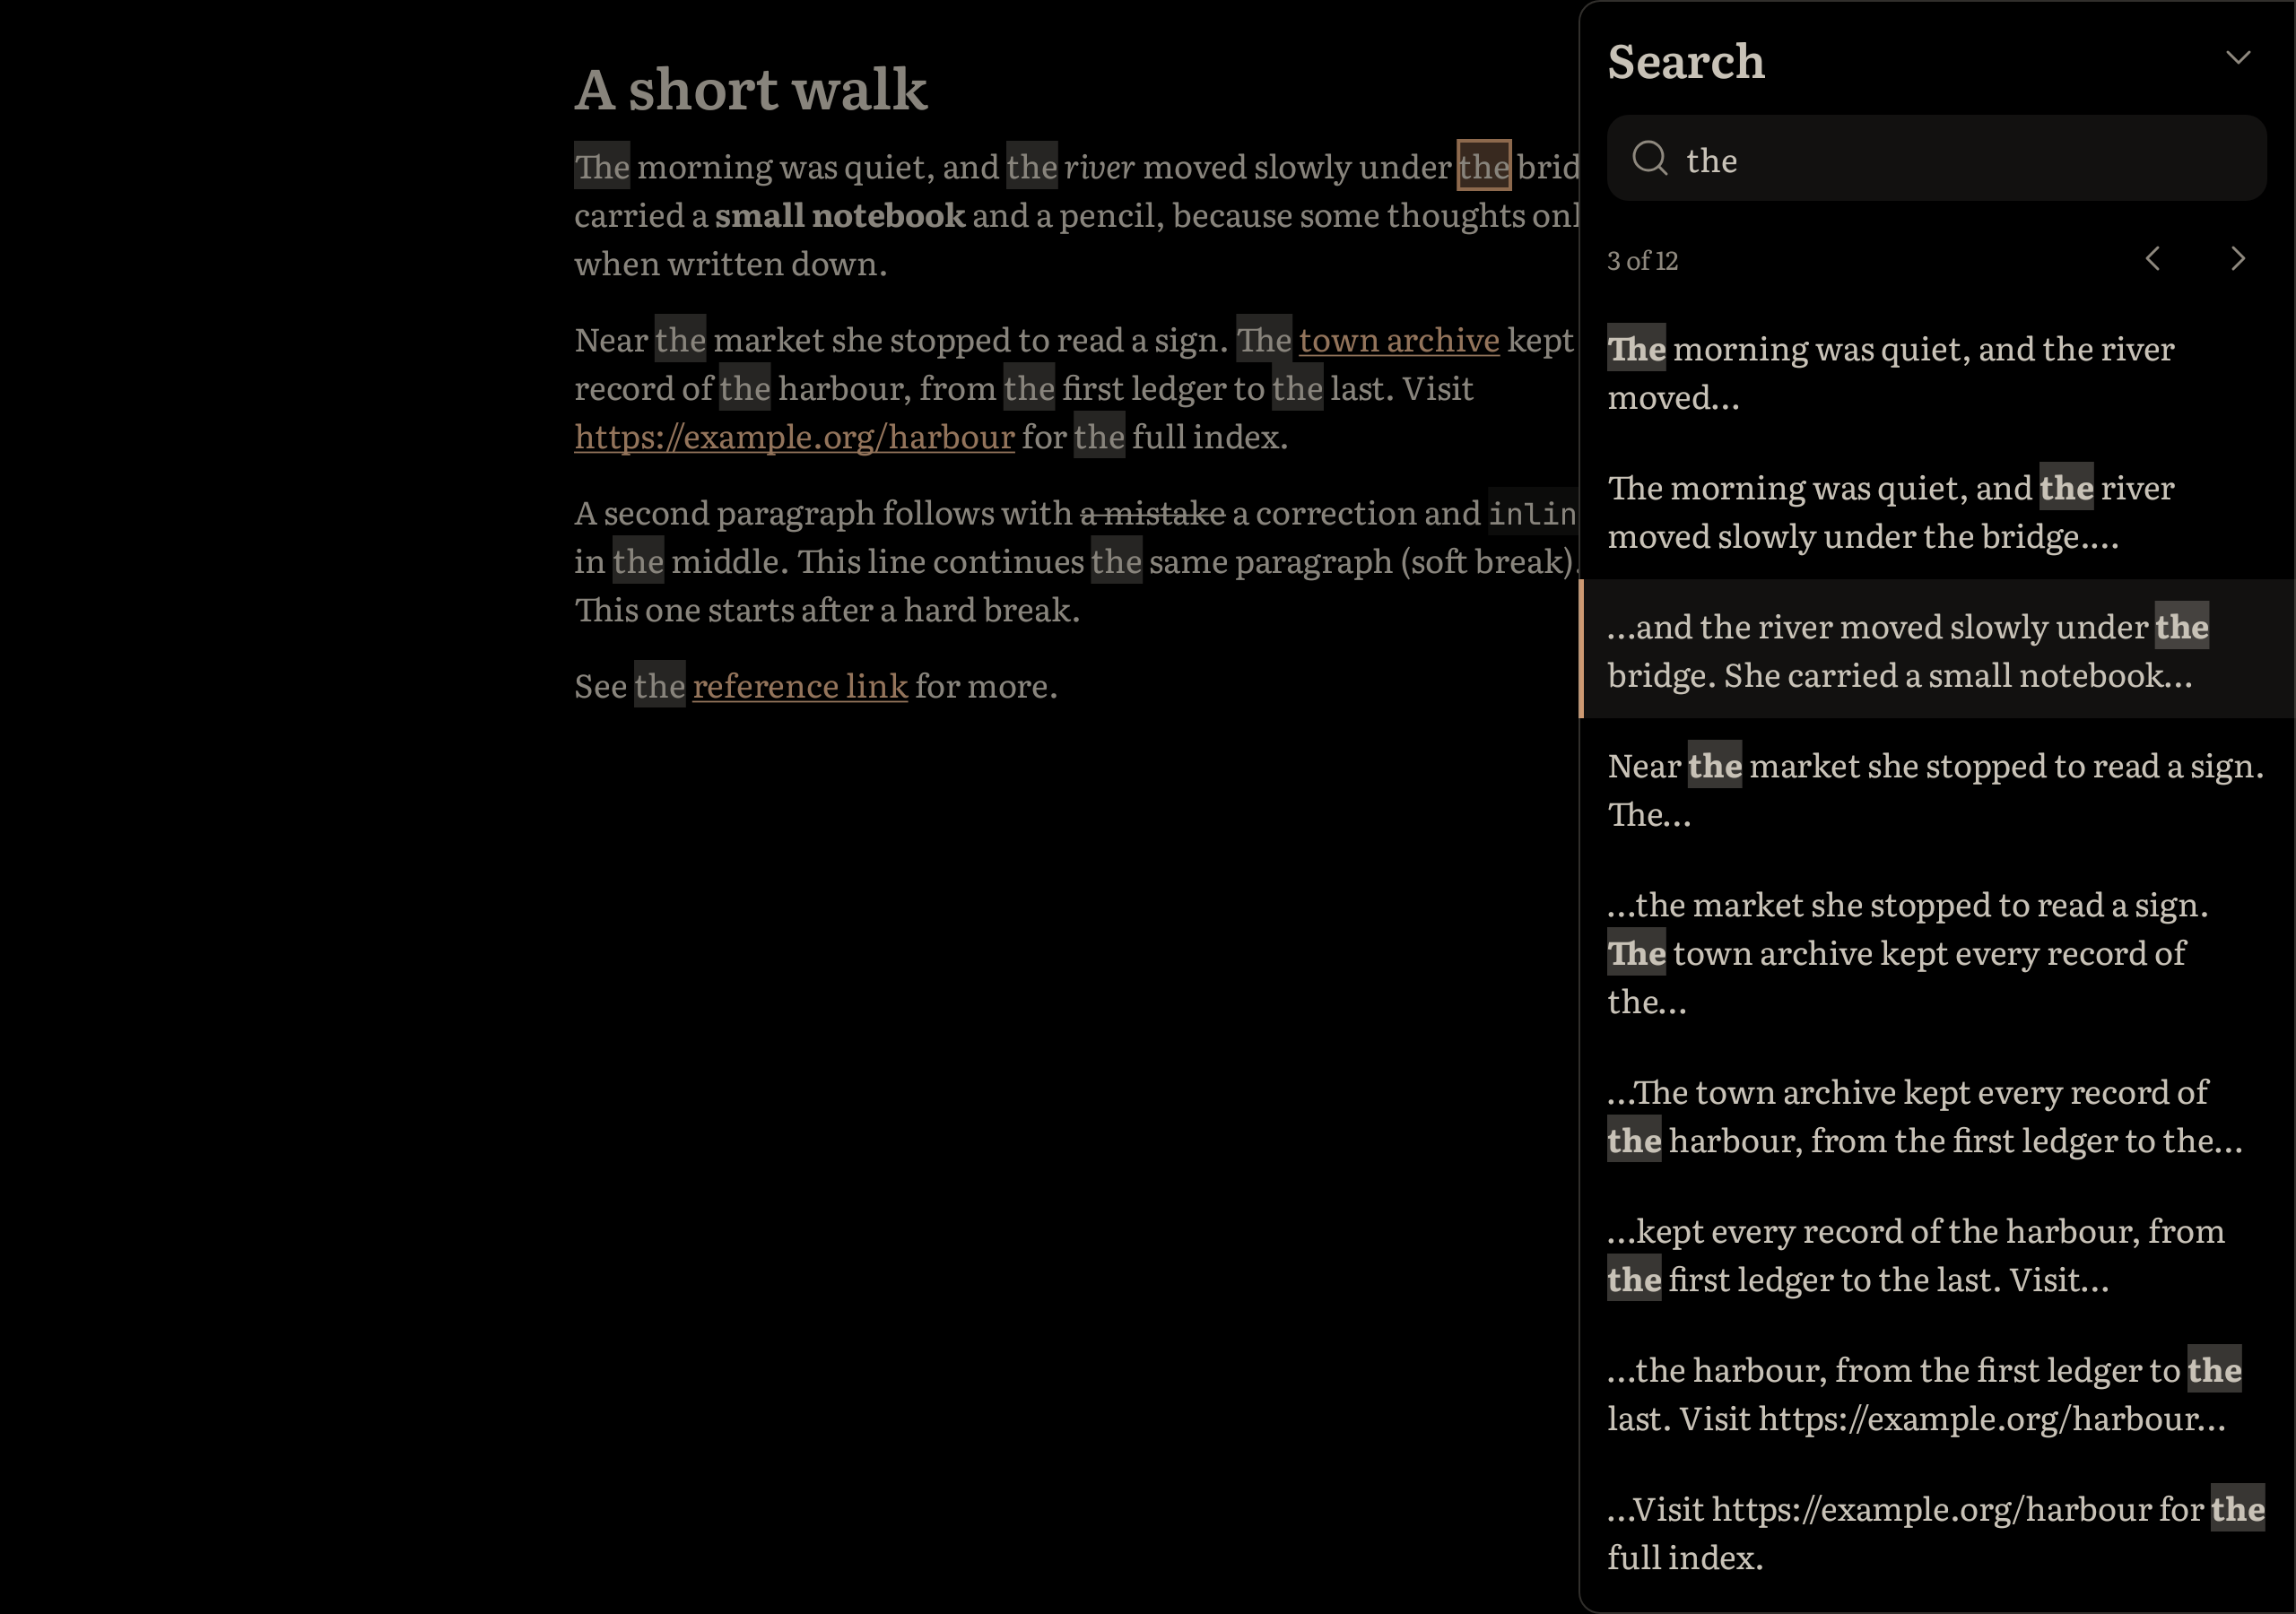 A short walk
The morning was quiet, and the river moved slowly under the
carried a small notebook and a pencil, because some thoughts
when written down.
Near the market she stopped to read a sign. The town archive kept
record of the harbour, from the first ledger to the last. Visit
https://example.org/harbour for the full index.
A second paragraph follows with a mistake a correction and
in the middle. This line continues the same paragraph (soft break).
This one starts after a hard break.
See the reference link for more.
Search
the
3 of 12
The morning was quiet, and the river
moved...
The morning was quiet, and the river
moved slowly under the bridge....
...and the river moved slowly under the
bridge. She carried a small notebook...
Near the market she stopped to read a sign.
The...
...the market she stopped to read a sign.
The town archive kept every record of
the...
...The town archive kept every record of
the harbour, from the first ledger to the...
...kept every record of the harbour, from
the first ledger to the last. Visit...
...the harbour, from the first ledger to the
last. Visit https://example.org/harbour...
...Visit https://example.org/harbour for the
full index.